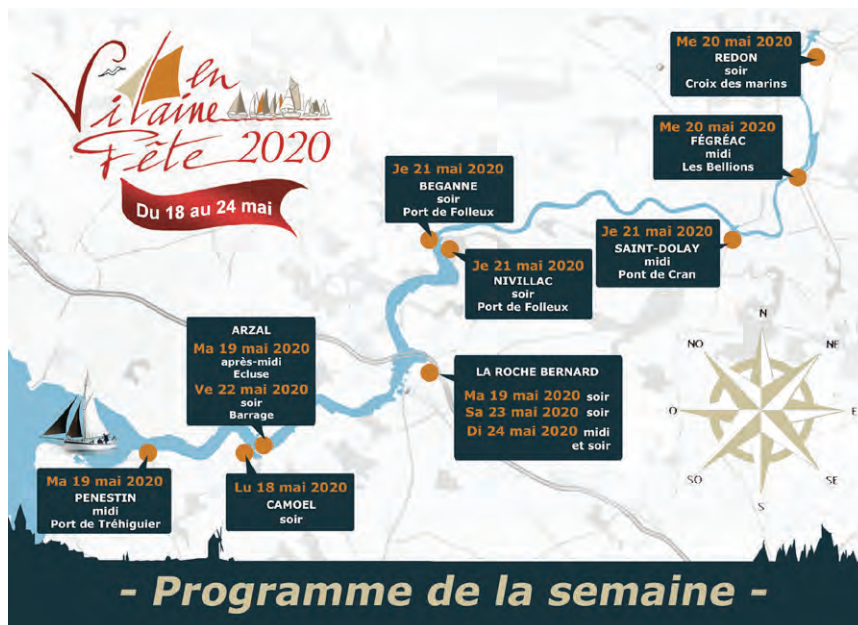 en
Vilaine
Fête 2020
Du 18 au 24 mai
Me 20 mai 2020
REDON
soir
Croix des marins
Me 20 mai 2020
FÉGRÉAC
midi
Les Bellions
Je 21 mai 2020
BEGANNE
soir
Port de Folleux
Je 21 mai 2020
SAINT-DOLAY
midi
Pont de Cran
Je 21 mai 2020
NIVILLAC
soir
Port de Folleux
ARZAL
Ma 19 mai 2020
après-midi
Ecluse
Ve 22 mai 2020
soir
Barrage
LA ROCHE BERNARD
Ma 19 mai 2020 soir
Sa 23 mai 2020 soir
Di 24 mai 2020 midi
et soir
Ma 19 mai 2020
PENESTIN
midi
Port de Tréhiguier
Lu 18 mai 2020
CAMOEL
soir
N
NO
NE
O
E
SO
SE
S
- Programme de la semaine -